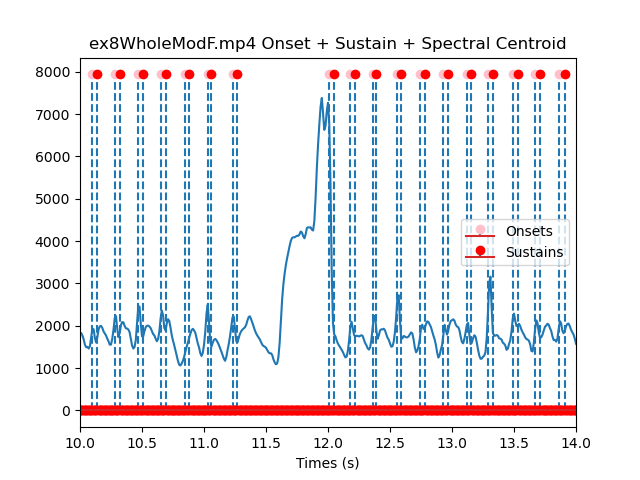 ex8WholeModF.mp4 Onset + Sustain + Spectral Centroid
8000
7000
6000
5000
4000
3000
2000
1000
0
Onsets
Sustains
10.0 10.5 11.0 11.5 12.0 12.5 13.0 13.5 14.0
Times (s)